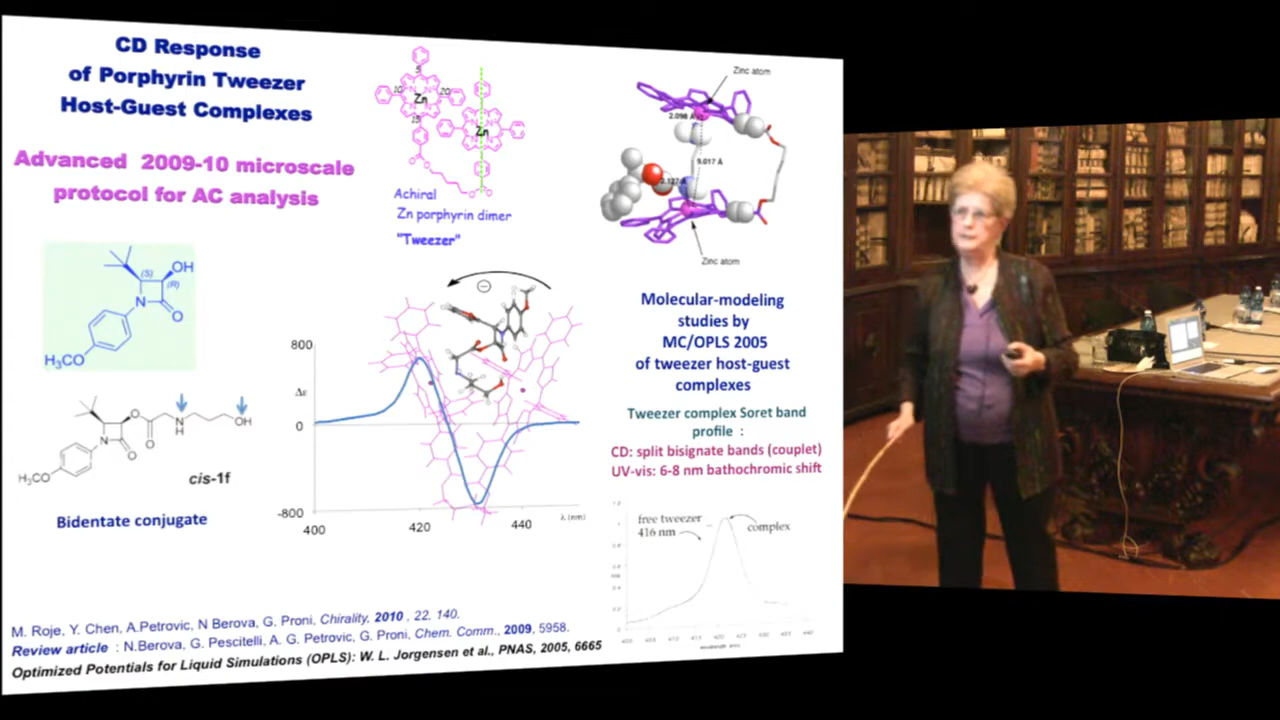 CD Response
of Porphyrin Tweezer
Host-Guest Complexes
Advanced 2009-10 microscale
protocol for AC analysis
5
10
Zn
20
15
Zn
O
O
O
O
Achiral
Zn porphyrin dimer
"Tweezer"
Zinc atom
2.098 Å
9.017 Å
Zinc atom
(S)
OH
(R)
N
O
H₃CO
O
N
H
OH
O
N
O
H₃CO
cis-1f
Bidentate conjugate
800
Δε
0
-800
400
420
440
λ (nm)
Molecular-modeling
studies by
MC/OPLS 2005
of tweezer host-guest
complexes
Tweezer complex Soret band
profile :
CD: split bisignate bands (couplet)
UV-vis: 6-8 nm bathochromic shift
free tweezer
416 nm
complex
M. Roje, Y. Chen, A.Petrovic, N Berova, G. Proni, Chirality, 2010 , 22. 140.
Review article : N.Berova, G. Pescitelli, A. G. Petrovic, G. Proni, Chem. Comm., 2009, 5958.
Optimized Potentials for Liquid Simulations (OPLS): W. L. Jorgensen et al., PNAS, 2005, 6665